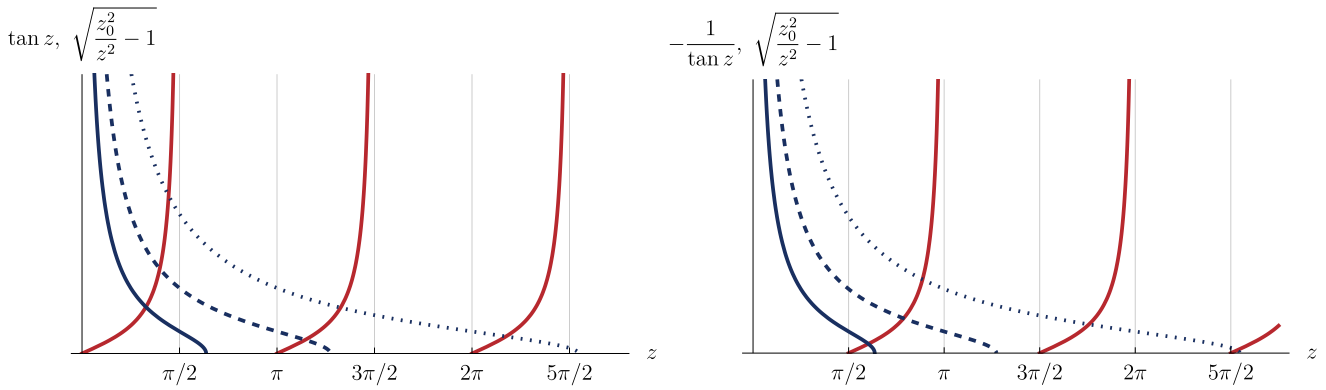 tan z, √(z₀²/z² − 1)
π/2 π 3π/2 2π 5π/2 z
−1/tan z, √(z₀²/z² − 1)
π/2 π 3π/2 2π 5π/2 z